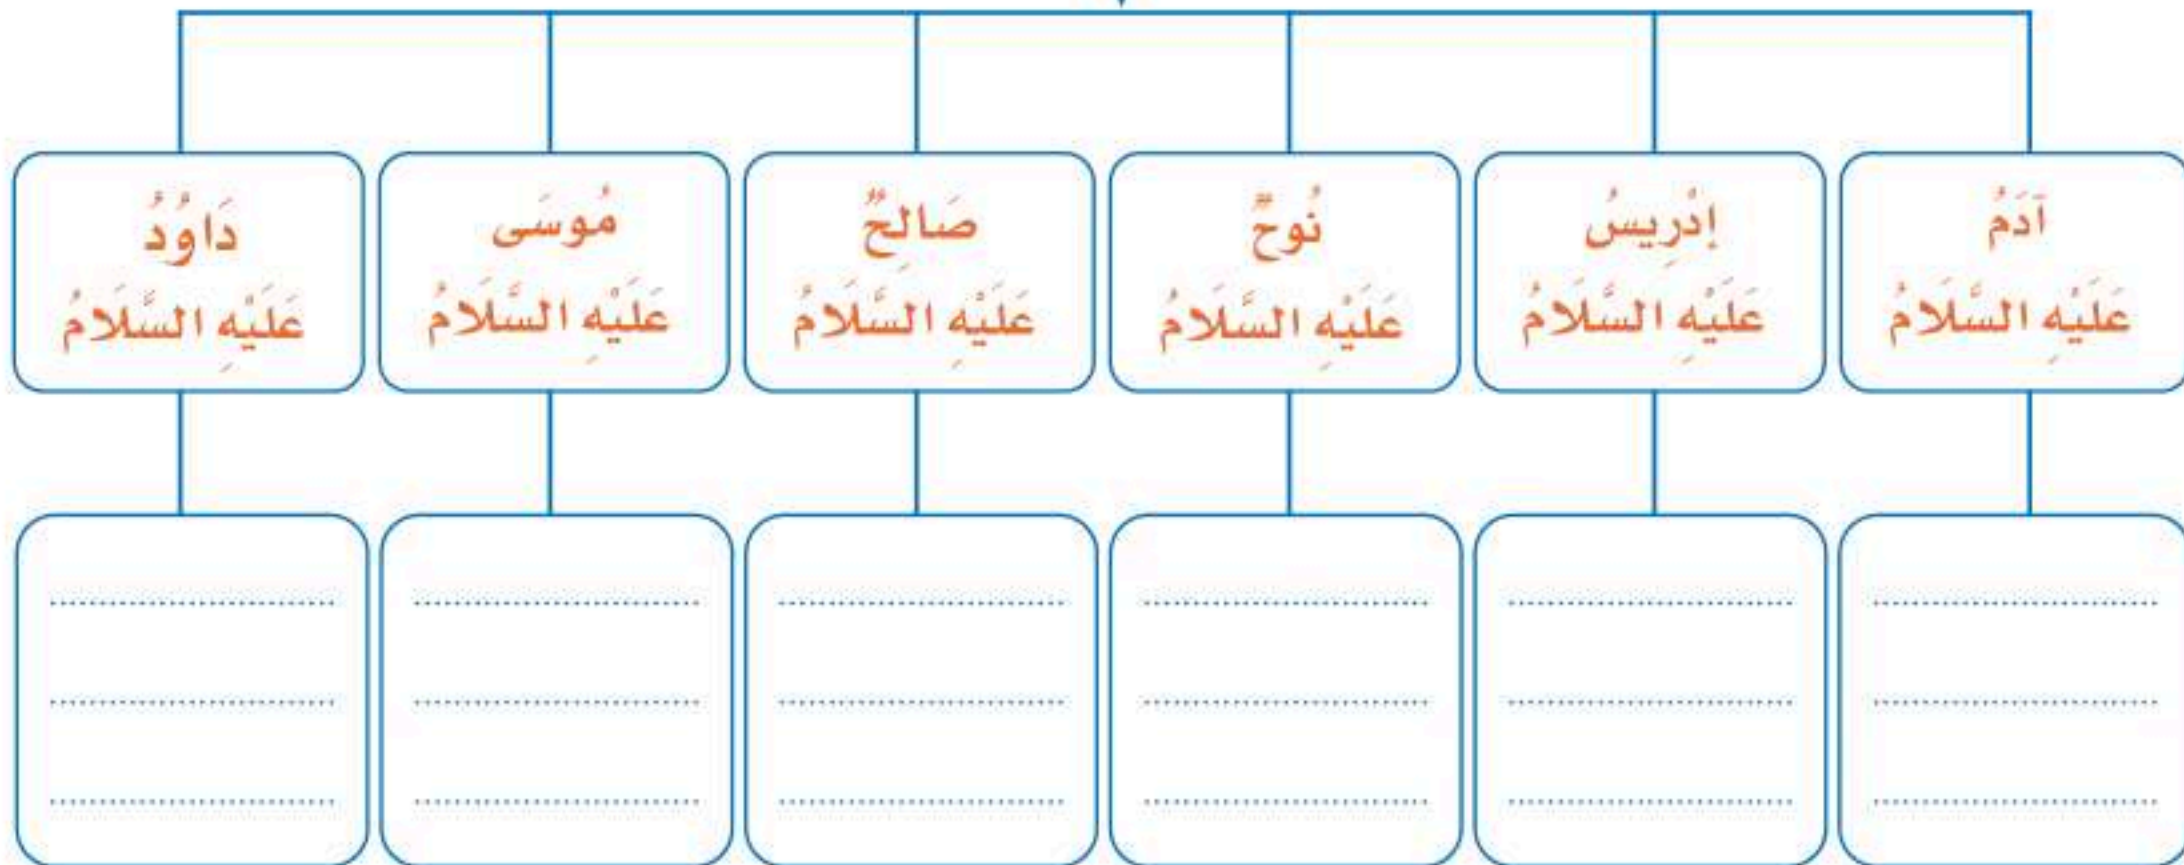 آدَمُ
عَلَيْهِ السَّلَامُ
إِدْرِيسُ
عَلَيْهِ السَّلَامُ
نُوحٌ
عَلَيْهِ السَّلَامُ
صَالِحٌ
عَلَيْهِ السَّلَامُ
مُوسَى
عَلَيْهِ السَّلَامُ
دَاوُدُ
عَلَيْهِ السَّلَامُ